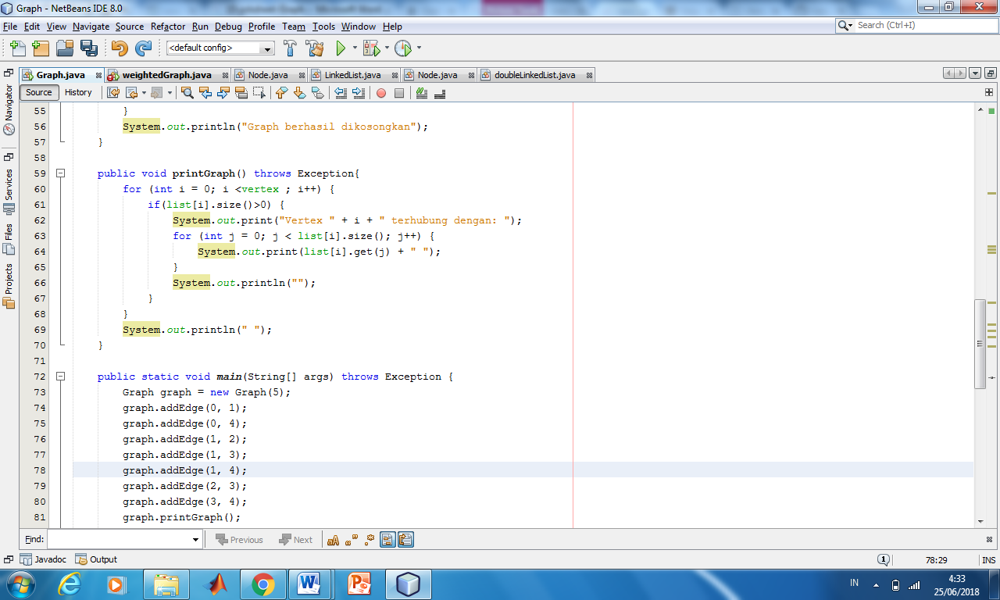 Graph - NetBeans IDE 8.0
File Edit View Navigate Source Refactor Run Debug Profile Team Tools Window Help
Search (Ctrl+I)
<default config>
Graph.java weightedGraph.java Node.java LinkedList.java Node.java doubleLinkedList.java
Source History
Navigator
Services
Files
Projects
55 }
56 System.out.println("Graph berhasil dikosongkan");
57 }
58
59 public void printGraph() throws Exception{
60 for (int i = 0; i <vertex ; i++) {
61 if(list[i].size()>0) {
62 System.out.print("Vertex " + i + " terhubung dengan: ");
63 for (int j = 0; j < list[i].size(); j++) {
64 System.out.print(list[i].get(j) + " ");
65 }
66 System.out.println("");
67 }
68 }
69 System.out.println(" ");
70 }
71
72 public static void main(String[] args) throws Exception {
73 Graph graph = new Graph(5);
74 graph.addEdge(0, 1);
75 graph.addEdge(0, 4);
76 graph.addEdge(1, 2);
77 graph.addEdge(1, 3);
78 graph.addEdge(1, 4);
79 graph.addEdge(2, 3);
80 graph.addEdge(3, 4);
81 graph.printGraph();
Find: Previous Next
Javadoc Output
1 78:29 INS
IN 4:33
25/06/2018